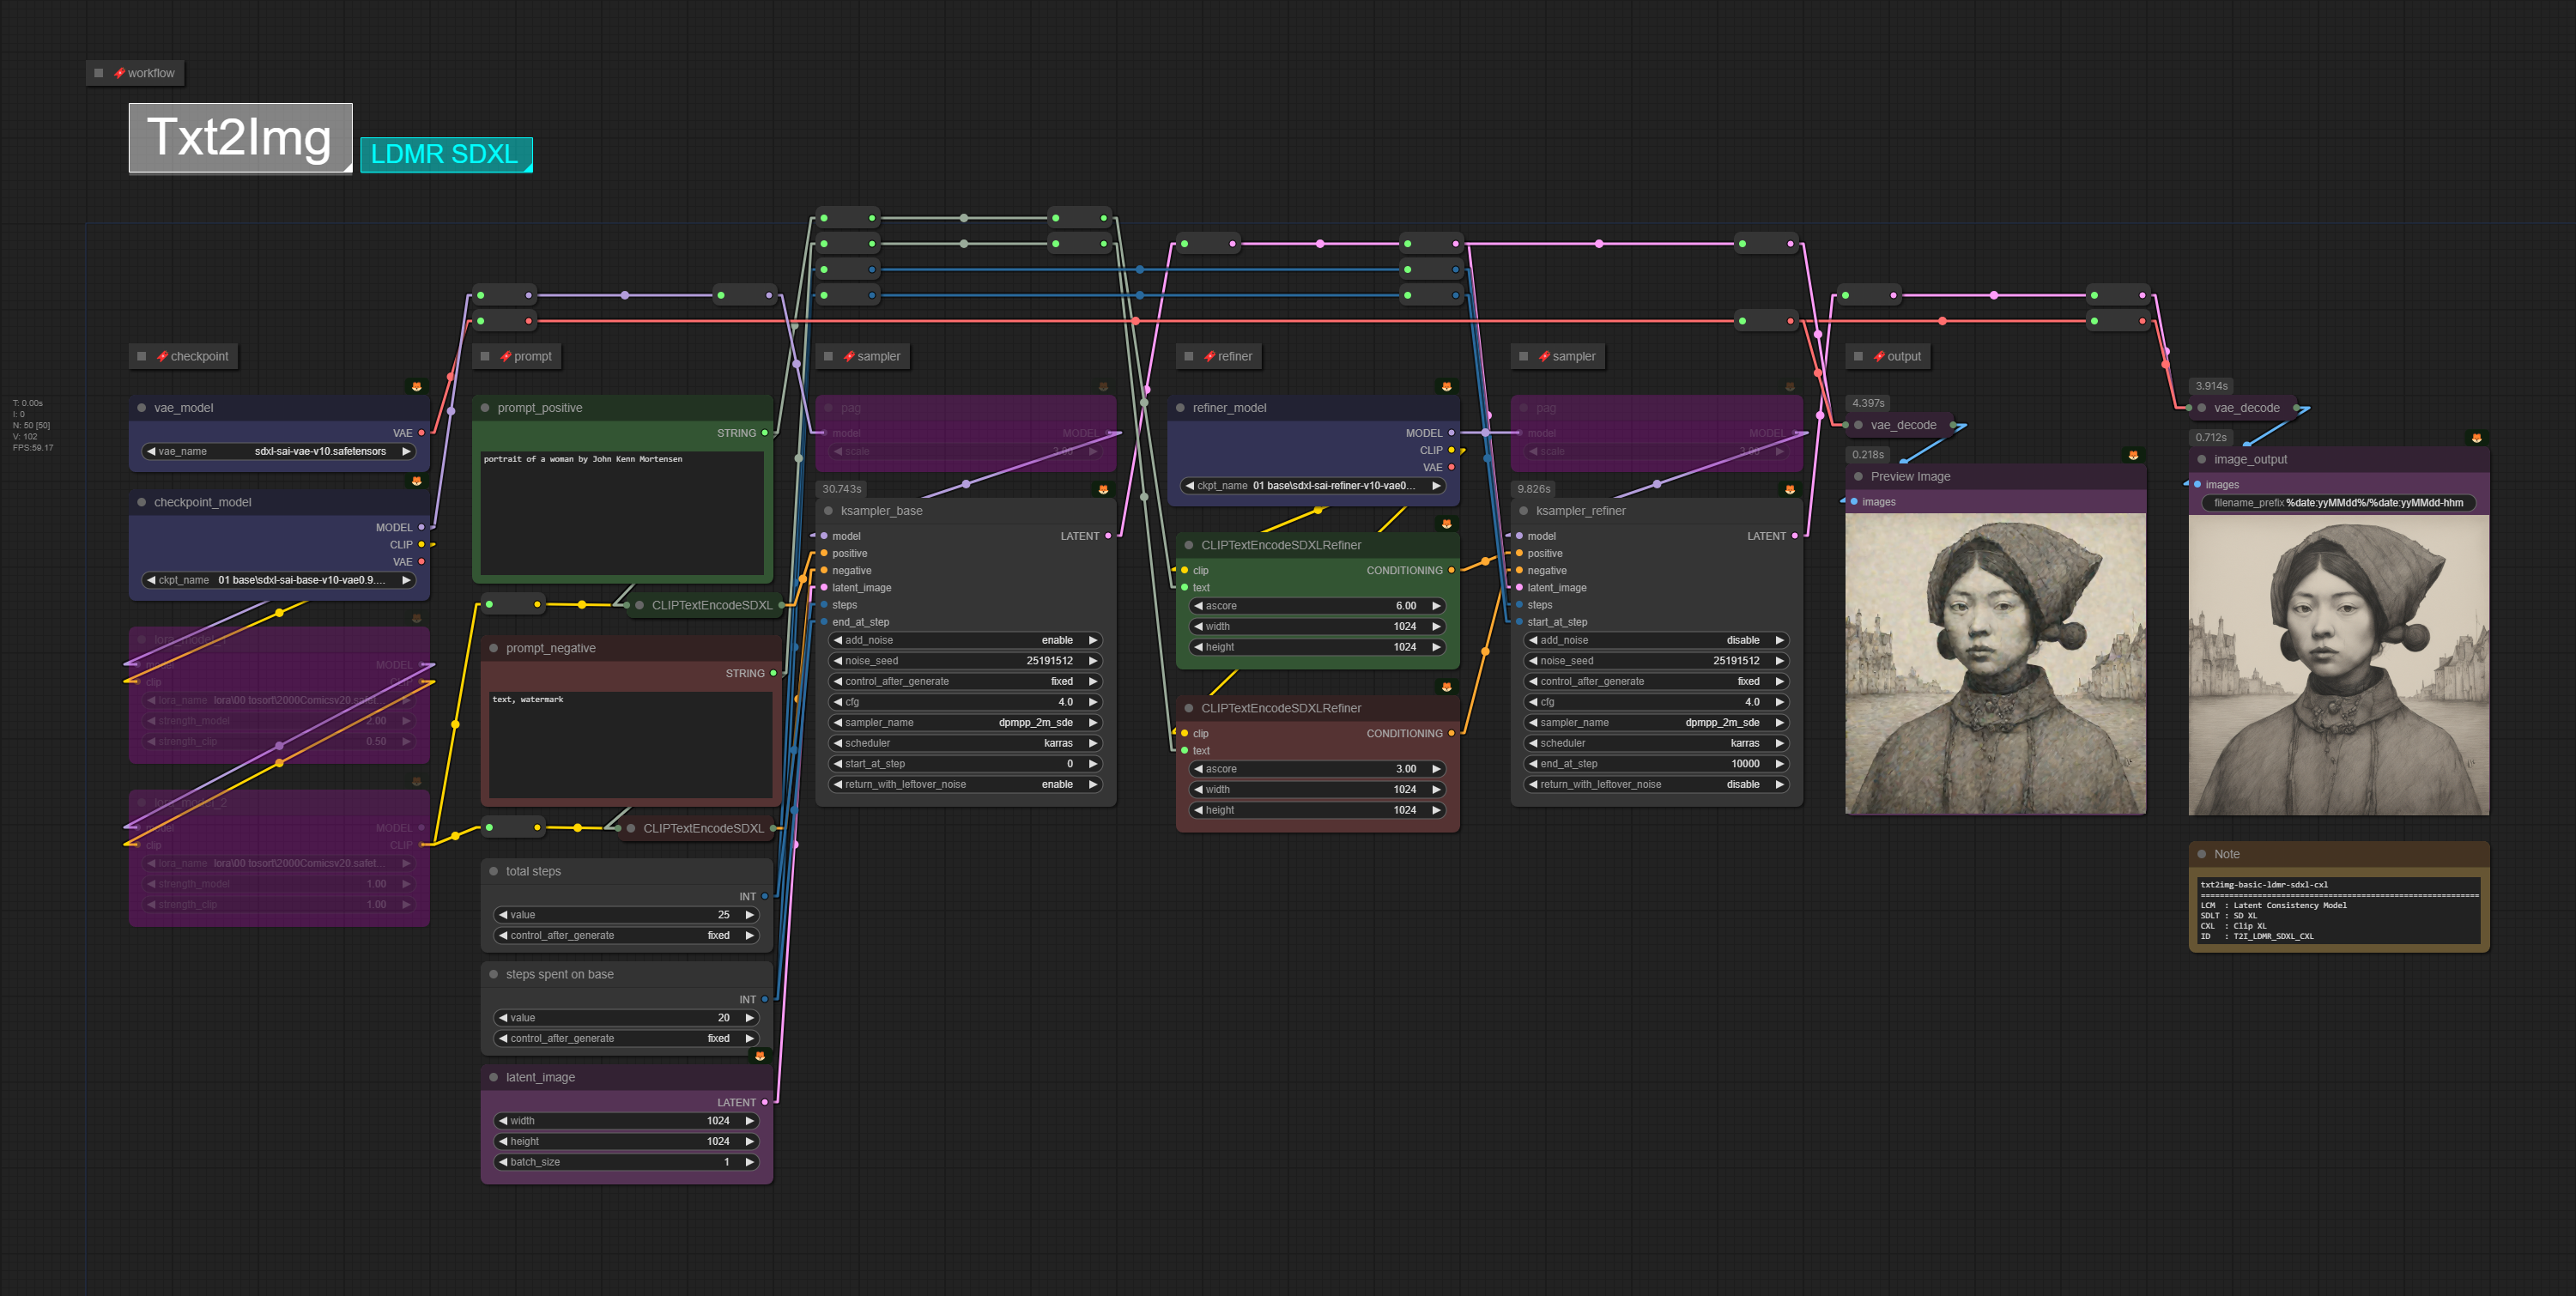 workflow
Txt2Img
LDMR SDXL
checkpoint
prompt
sampler
refiner
sampler
output
T: 0.00s
I: 0
N: 50 [50]
V: 102
FPS:59.17
vae_model
VAE
vae_name sdxl-sai-vae-v10.safetensors
checkpoint_model
MODEL
CLIP
VAE
ckpt_name 01 base\sdxl-sai-base-v10-vae0.9....
model MODEL
clip CLIP
lora_name lora\00 tosort\2000Comicsv20.safet...
strength_model 2.00
strength_clip 0.50
lora_model_2
model MODEL
clip CLIP
lora_name lora\00 tosort\2000Comicsv20.safet...
strength_model 1.00
strength_clip 1.00
prompt_positive
STRING
portrait of a woman by John Kenn Mortensen
CLIPTextEncodeSDXL
prompt_negative
STRING
text, watermark
CLIPTextEncodeSDXL
total steps
INT
value 25
control_after_generate fixed
steps spent on base
INT
value 20
control_after_generate fixed
latent_image
LATENT
width 1024
height 1024
batch_size 1
pag
model MODEL
scale 3.00
30.743s
ksampler_base
model LATENT
positive
negative
latent_image
steps
end_at_step
add_noise enable
noise_seed 25191512
control_after_generate fixed
cfg 4.0
sampler_name dpmpp_2m_sde
scheduler karras
start_at_step 0
return_with_leftover_noise enable
refiner_model
MODEL
CLIP
VAE
ckpt_name 01 base\sdxl-sai-refiner-v10-vae0...
CLIPTextEncodeSDXLRefiner
clip CONDITIONING
text
ascore 6.00
width 1024
height 1024
CLIPTextEncodeSDXLRefiner
clip CONDITIONING
text
ascore 3.00
width 1024
height 1024
pag
model MODEL
scale 3.00
9.826s
ksampler_refiner
model LATENT
positive
negative
latent_image
steps
start_at_step
add_noise disable
noise_seed 25191512
control_after_generate fixed
cfg 4.0
sampler_name dpmpp_2m_sde
scheduler karras
end_at_step 10000
return_with_leftover_noise disable
4.397s
vae_decode
0.218s
Preview Image
images
3.914s
vae_decode
0.712s
image_output
images
filename_prefix %date:yyMMdd%/%date:yyMMdd-hhm
Note
txt2img-basic-ldmr-sdxl-cxl
LCM : Latent Consistency Model
SDLT : SD XL
CXL : Clip XL
ID : T2I_LDMR_SDXL_CXL